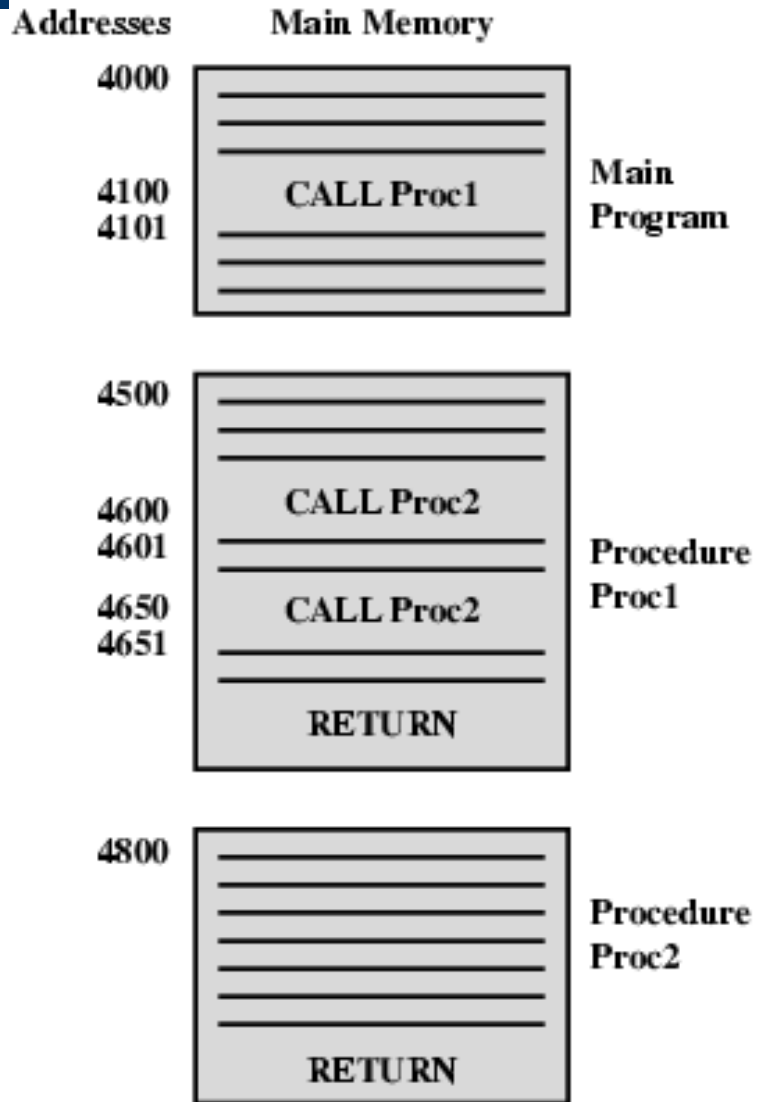 Addresses Main Memory
4000
4100 CALL Proc1
4101
Main
Program
4500
4600 CALL Proc2
4601
4650 CALL Proc2
4651
RETURN
Procedure
Proc1
4800
Procedure
Proc2
RETURN